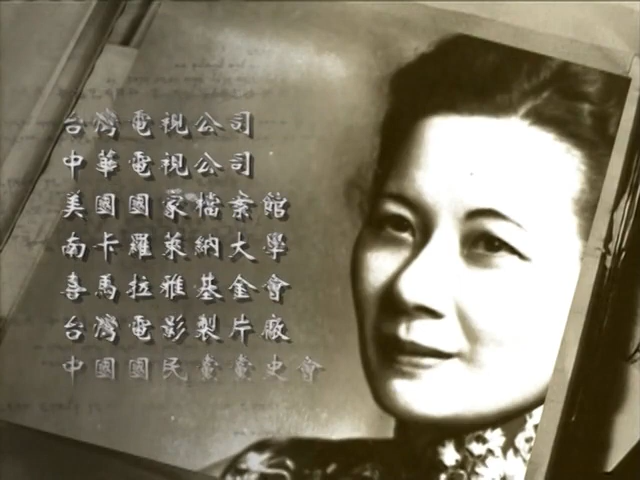 台灣電視公司
中華電視公司
美國國家檔案館
南卡羅萊納大學
喜馬拉雅基金會
台灣電影製片廠
中國國民黨黨史會